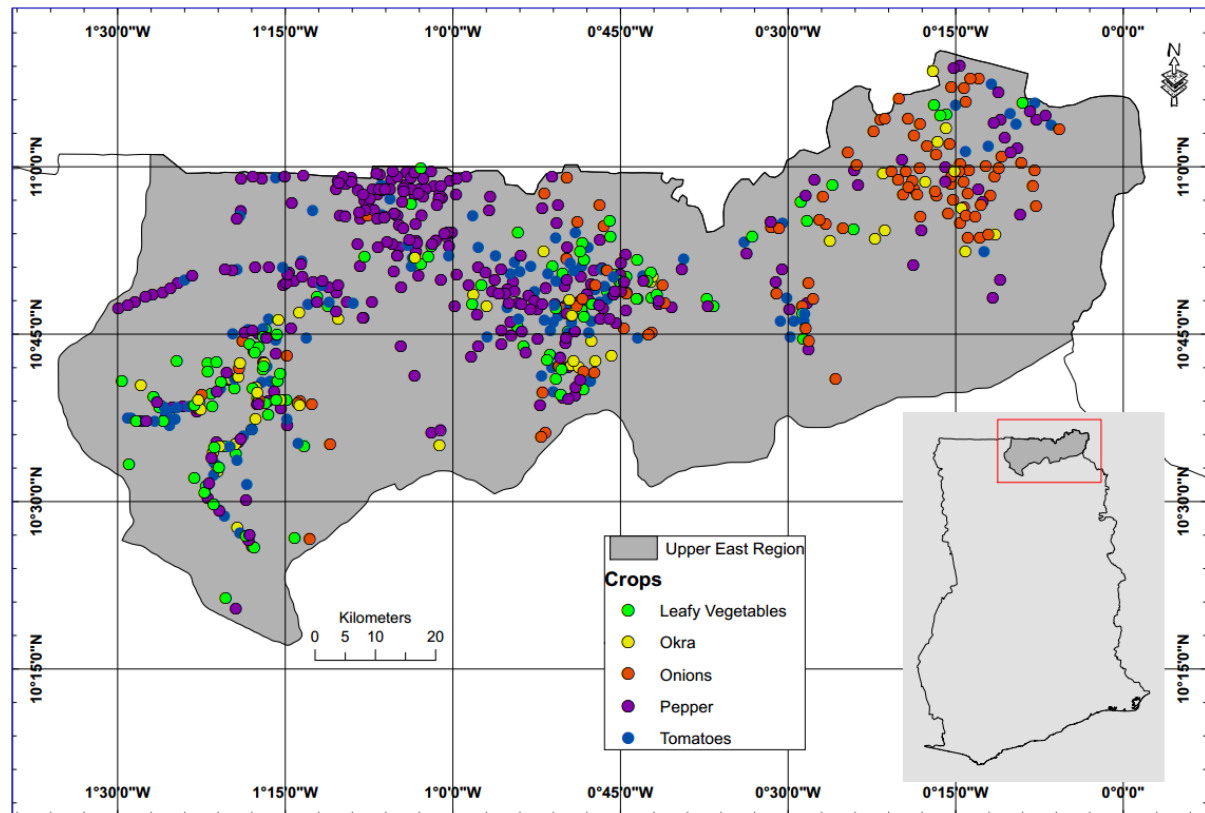 1°30'0"W 1°15'0"W 1°0'0"W 0°45'0"W 0°30'0"W 0°15'0"W 0°0'0"
N
11°0'0"N 11°0'0"N
10°45'0"N 10°45'0"N
10°30'0"N 10°30'0"N
Upper East Region
Crops
Leafy Vegetables
Okra
Onions
Pepper
Tomatoes
Kilometers
0 5 10 20
10°15'0"N 10°15'0"N
1°30'0"W 1°15'0"W 1°0'0"W 0°45'0"W 0°30'0"W 0°15'0"W 0°0'0"